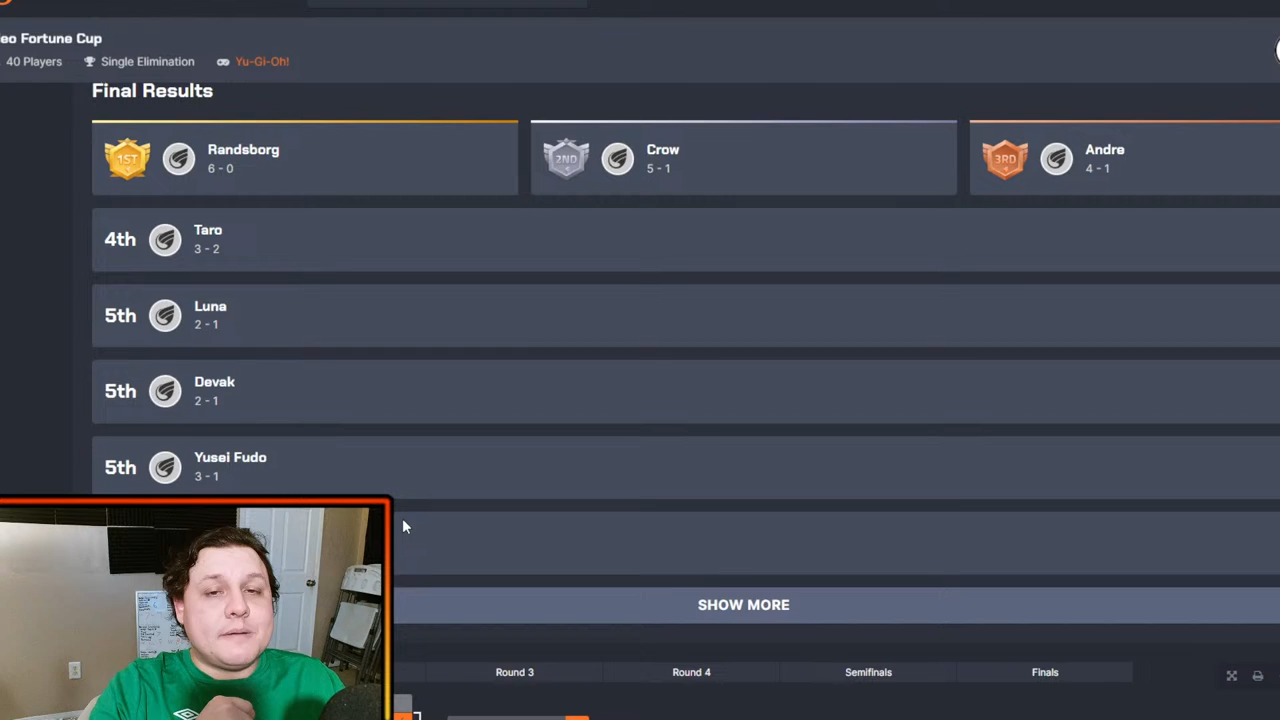 eo Fortune Cup
40 Players Single Elimination Yu-Gi-Oh!
Final Results
1ST Randsborg
6 - 0
2ND Crow
5 - 1
3RD Andre
4 - 1
4th Taro
3 - 2
5th Luna
2 - 1
5th Devak
2 - 1
5th Yusei Fudo
3 - 1
SHOW MORE
Round 3 Round 4 Semifinals Finals